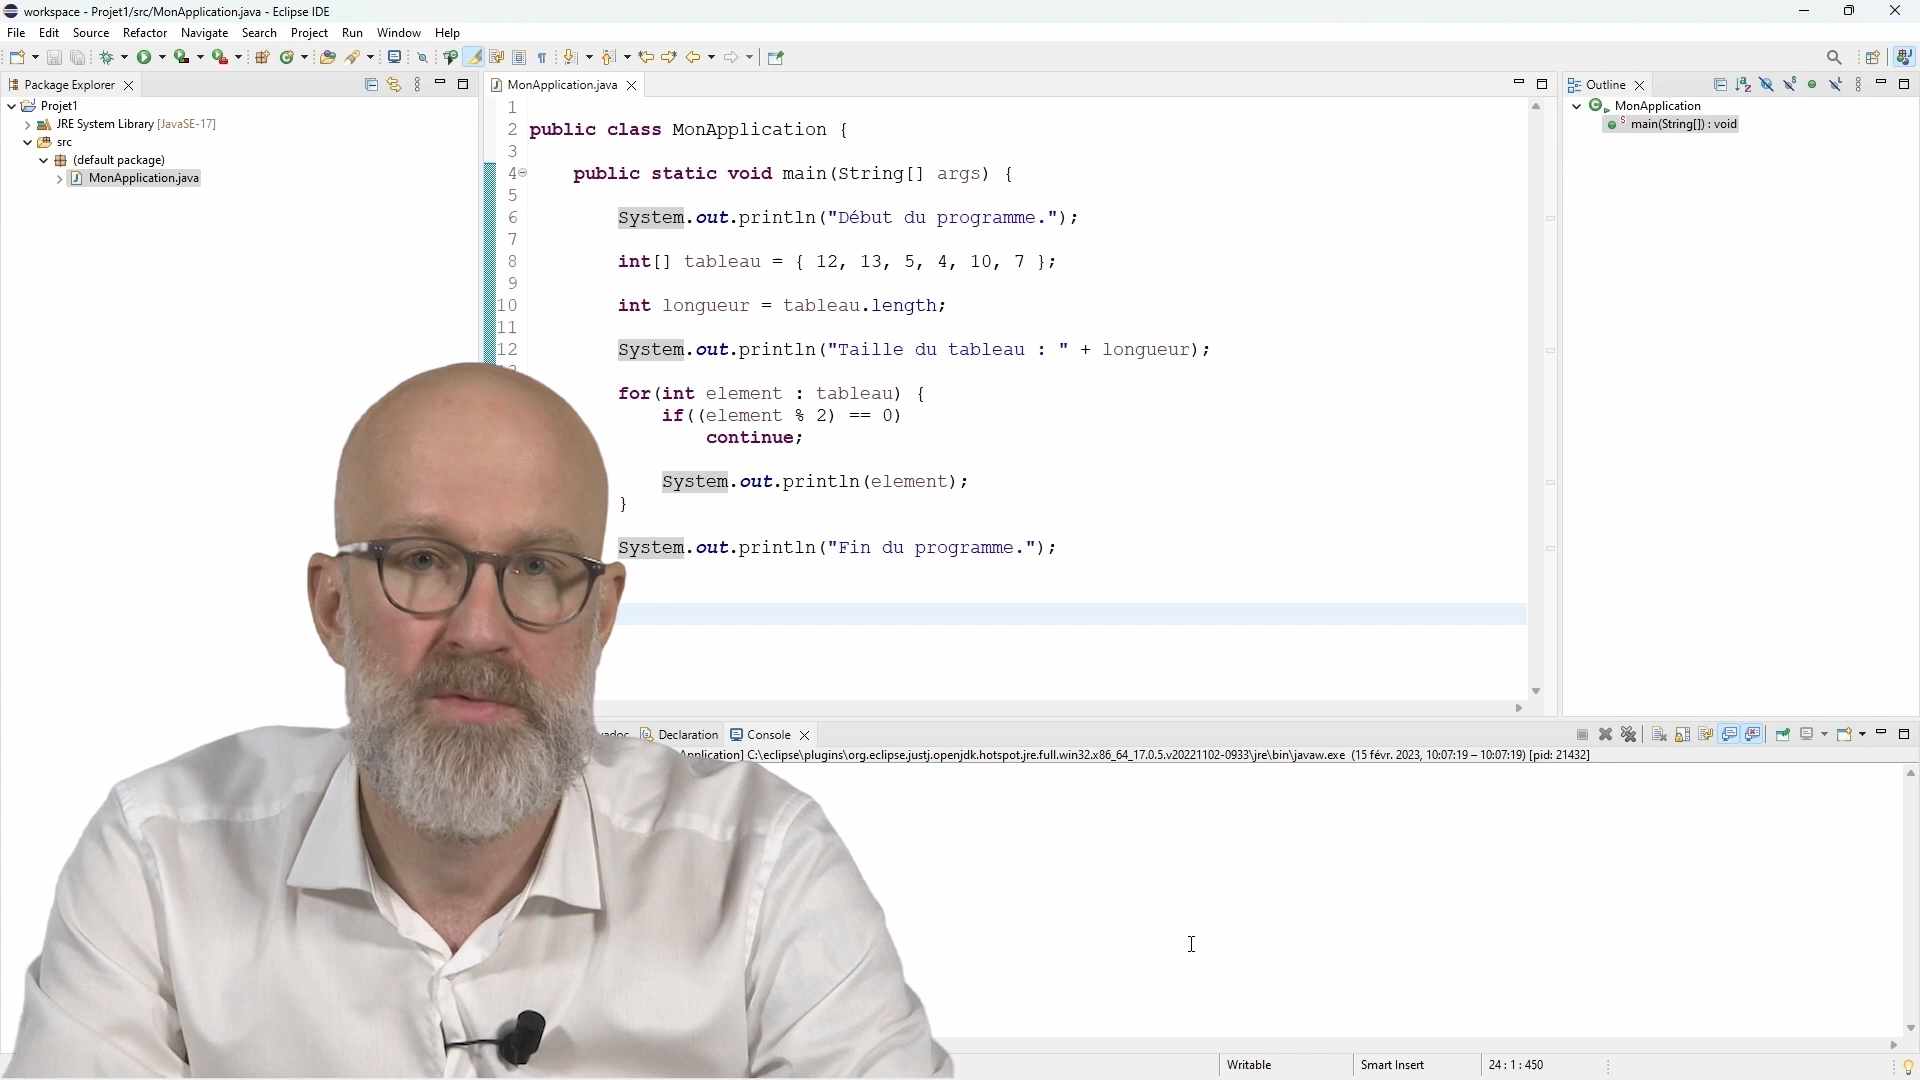 workspace - Projet1/src/MonApplication.java - Eclipse IDE
File Edit Source Refactor Navigate Search Project Run Window Help
Package Explorer
Projet1
JRE System Library [JavaSE-17]
src
(default package)
MonApplication.java
MonApplication.java
1
2 public class MonApplication {
3
4 public static void main(String[] args) {
5
6 System.out.println("Début du programme.");
7
8 int[] tableau = { 12, 13, 5, 4, 10, 7 };
9
10 int longueur = tableau.length;
11
12 System.out.println("Taille du tableau : " + longueur);
for(int element : tableau) {
if((element % 2) == 0)
continue;
System.out.println(element);
}
System.out.println("Fin du programme.");
Outline
MonApplication
main(String[]) : void
Declaration Console
Application] C:\eclipse\plugins\org.eclipse.justj.openjdk.hotspot.jre.full.win32.x86_64_17.0.5.v20221102-0933\jre\bin\javaw.exe (15 févr. 2023, 10:07:19 – 10:07:19) [pid: 21432]
Writable Smart Insert 24 : 1 : 450